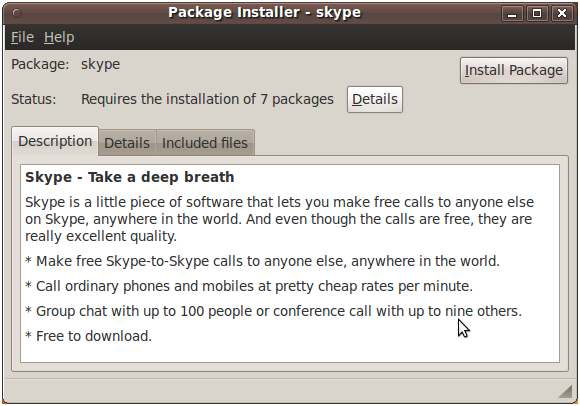 Package Installer - skype
File Help
Package: skype
Install Package
Status: Requires the installation of 7 packages Details
Description Details Included files
Skype - Take a deep breath
Skype is a little piece of software that lets you make free calls to anyone else
on Skype, anywhere in the world. And even though the calls are free, they are
really excellent quality.
* Make free Skype-to-Skype calls to anyone else, anywhere in the world.
* Call ordinary phones and mobiles at pretty cheap rates per minute.
* Group chat with up to 100 people or conference call with up to nine others.
* Free to download.